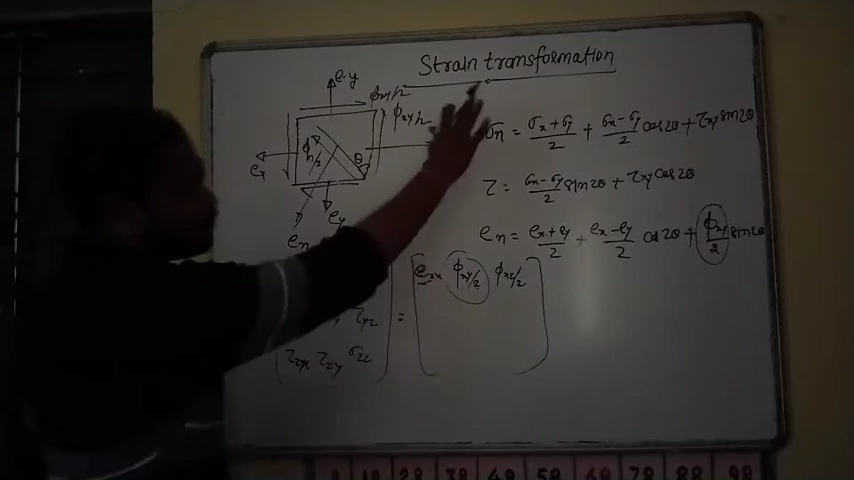 Strain transformation
e y
ϕxy/2
ϕxy/2
σn = σx+σy/2 + σx-σy/2 cos2θ + τxy sin2θ
ϕ/2
θ
ex
τ = σx-σy/2 sin2θ + τxy cos2θ
ey
en
en = ex+ey/2 + ex-ey/2 cos2θ + ϕxy/2 sin2θ
exx ϕxy/2 ϕxz/2
τyz =
τzx τzy σzz